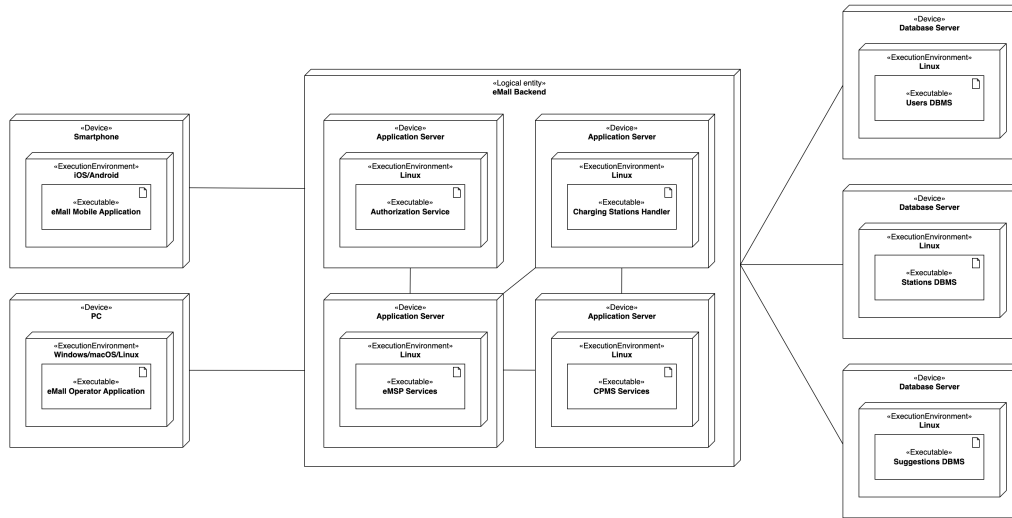 «Device»
Smartphone
«ExecutionEnvironment»
iOS/Android
«Executable»
eMall Mobile Application
«Device»
PC
«ExecutionEnvironment»
Windows/macOS/Linux
«Executable»
eMall Operator Application
«Logical entity»
eMall Backend
«Device»
Application Server
«ExecutionEnvironment»
Linux
«Executable»
Authorization Service
«Device»
Application Server
«ExecutionEnvironment»
Linux
«Executable»
Charging Stations Handler
«Device»
Application Server
«ExecutionEnvironment»
Linux
«Executable»
eMSP Services
«Device»
Application Server
«ExecutionEnvironment»
Linux
«Executable»
CPMS Services
«Device»
Database Server
«ExecutionEnvironment»
Linux
«Executable»
Users DBMS
«Device»
Database Server
«ExecutionEnvironment»
Linux
«Executable»
Stations DBMS
«Device»
Database Server
«ExecutionEnvironment»
Linux
«Executable»
Suggestions DBMS